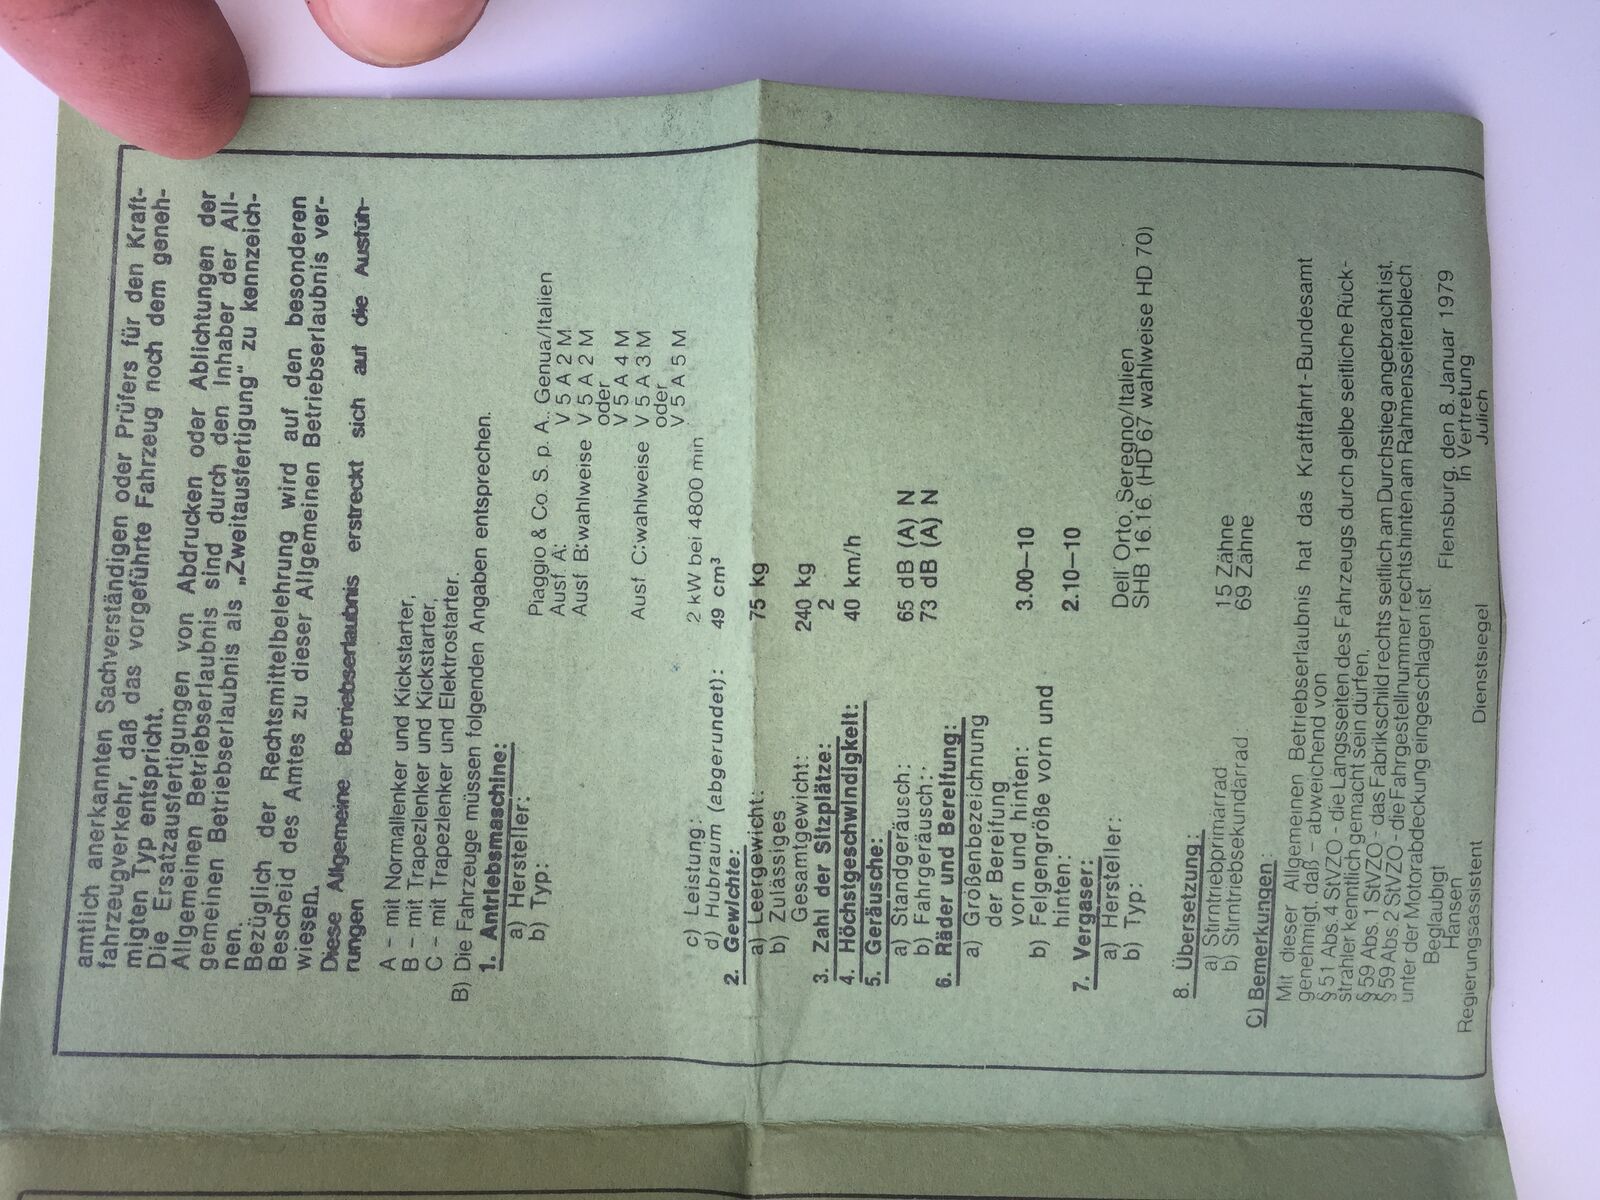 amtlich anerkannten Sachverständigen oder Prüfers für den Kraft-
fahrzeugverkehr, daß das vorgeführte Fahrzeug noch dem geneh-
migten Typ entspricht.
Die Ersatzausfertigungen von Abdrucken oder Ablichtungen der
Allgemeinen Betriebserlaubnis sind durch den Inhaber der All-
gemeinen Betriebserlaubnis als „Zweitausfertigung“ zu kennzeich-
nen.
Bezüglich der Rechtsmittelbelehrung wird auf den besonderen
Bescheid des Amtes zu dieser Allgemeinen Betriebserlaubnis ver-
wiesen.
Diese Allgemeine Betriebserlaubnis erstreckt sich auf die Ausfüh-
rungen
A – mit Normallenker und Kickstarter,
B – mit Trapezlenker und Kickstarter,
C – mit Trapezlenker und Elektrostarter.
B) Die Fahrzeuge müssen folgenden Angaben entsprechen.
1. Antriebsmaschine:
a) Hersteller: Piaggio & Co. S. p. A. Genua/Italien
b) Typ: Ausf A: V 5 A 2 M
Ausf B: wahlweise V 5 A 2 M
oder
V 5 A 4 M
Ausf. C: wahlweise V 5 A 3 M
oder
V 5 A 5 M
c) Leistung: 2 kW bei 4800 min
d) Hubraum (abgerundet): 49 cm³
2. Gewichte:
a) Leergewicht: 75 kg
b) Zulässiges
Gesamtgewicht: 240 kg
3. Zahl der Sitzplätze: 2
4. Höchstgeschwindigkeit: 40 km/h
5. Geräusche:
a) Standgeräusch: 65 dB (A) N
b) Fahrgeräusch: 73 dB (A) N
6. Räder und Bereifung:
a) Größenbezeichnung
der Bereifung
vorn und hinten: 3.00–10
b) Felgengröße vorn und
hinten: 2.10–10
7. Vergaser:
a) Hersteller: Dell´Orto, Seregno/Italien
b) Typ: SHB 16.16. (HD 67 wahlweise HD 70)
8. Übersetzung:
a) Stirntriebprimärrad 15 Zähne
b) Stirntriebsekundärrad: 69 Zähne
C) Bemerkungen:
Mit dieser Allgemeinen Betriebserlaubnis hat das Kraftfahrt-Bundesamt
genehmigt, daß – abweichend von
§ 51 Abs. 4 StVZO - die Längsseiten des Fahrzeugs durch gelbe seitliche Rück-
strahler kenntlich gemacht sein dürfen,
§ 59 Abs. 1 StVZO - das Fabrikschild rechts seitlich am Durchstieg angebracht ist,
§ 59 Abs 2 StVZO - die Fahrgestellnummer rechts hinten am Rahmenseitenblech
unter der Motorabdeckung eingeschlagen ist.
Beglaubigt Flensburg, den 8. Januar 1979
Hansen In Vertretung
Regierungsassistent Dienstsiegel Julich